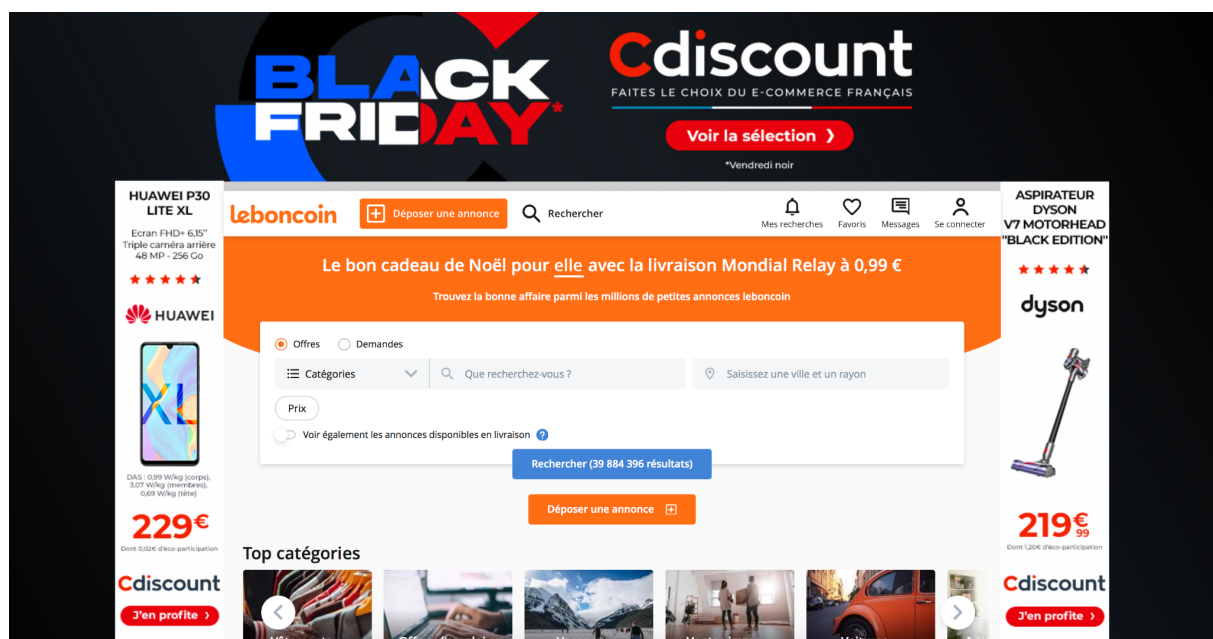 BLACK
FRIDAY*
Cdiscount
FAITES LE CHOIX DU E-COMMERCE FRANÇAIS
Voir la sélection ❯
*Vendredi noir
HUAWEI P30
LITE XL
Ecran FHD+ 6,15"
Triple caméra arrière
48 MP - 256 Go
HUAWEI
XL
DAS : 0,99 W/kg (corps),
3,07 W/kg (membres),
0,69 W/kg (tête)
229€
Dont 0,02€ d'éco-participation
Cdiscount
J'en profite ❯
leboncoin
Déposer une annonce
Rechercher
Mes recherches
Favoris
Messages
Se connecter
Le bon cadeau de Noël pour elle avec la livraison Mondial Relay à 0,99 €
Trouvez la bonne affaire parmi les millions de petites annonces leboncoin
Offres
Demandes
Catégories
Que recherchez-vous ?
Saisissez une ville et un rayon
Prix
Voir également les annonces disponibles en livraison ?
Rechercher (39 884 396 résultats)
Déposer une annonce
Top catégories
ASPIRATEUR
DYSON
V7 MOTORHEAD
"BLACK EDITION"
dyson
219€99
Dont 1,20€ d'éco-participation
Cdiscount
J'en profite ❯